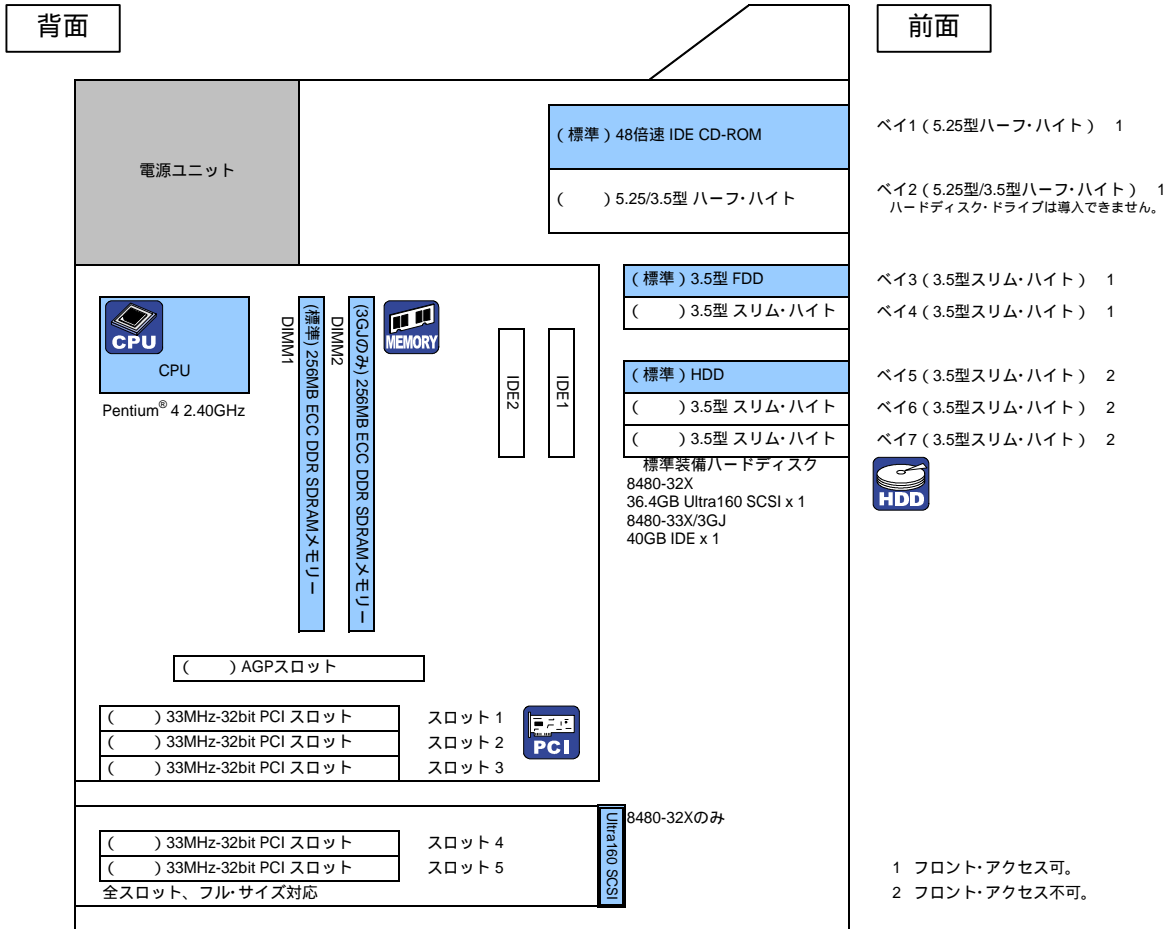 背面
前面
電源ユニット
(標準)48倍速 IDE CD-ROM
(　　)5.25/3.5型 ハーフ・ハイト
ベイ1(5.25型ハーフ・ハイト) 1
ベイ2(5.25型/3.5型ハーフ・ハイト) 1
ハードディスク・ドライブは導入できません。
(標準)3.5型 FDD
(　　)3.5型 スリム・ハイト
ベイ3(3.5型スリム・ハイト) 1
ベイ4(3.5型スリム・ハイト) 1
(標準)HDD
(　　)3.5型 スリム・ハイト
(　　)3.5型 スリム・ハイト
ベイ5(3.5型スリム・ハイト) 2
ベイ6(3.5型スリム・ハイト) 2
ベイ7(3.5型スリム・ハイト) 2
標準装備ハードディスク
8480-32X
36.4GB Ultra160 SCSI x 1
8480-33X/3GJ
40GB IDE x 1
HDD
CPU
CPU
Pentium® 4 2.40GHz
DIMM1
(標準) 256MB ECC DDR SDRAMメモリー
DIMM2
(3GJのみ) 256MB ECC DDR SDRAMメモリー
MEMORY
IDE2
IDE1
(　　)AGPスロット
(　　)33MHz-32bit PCI スロット
スロット 1
(　　)33MHz-32bit PCI スロット
スロット 2
(　　)33MHz-32bit PCI スロット
スロット 3
PCI
(　　)33MHz-32bit PCI スロット
スロット 4
(　　)33MHz-32bit PCI スロット
スロット 5
全スロット、フル・サイズ対応
Ultra160 SCSI
8480-32Xのみ
1 フロント・アクセス可。
2 フロント・アクセス不可。